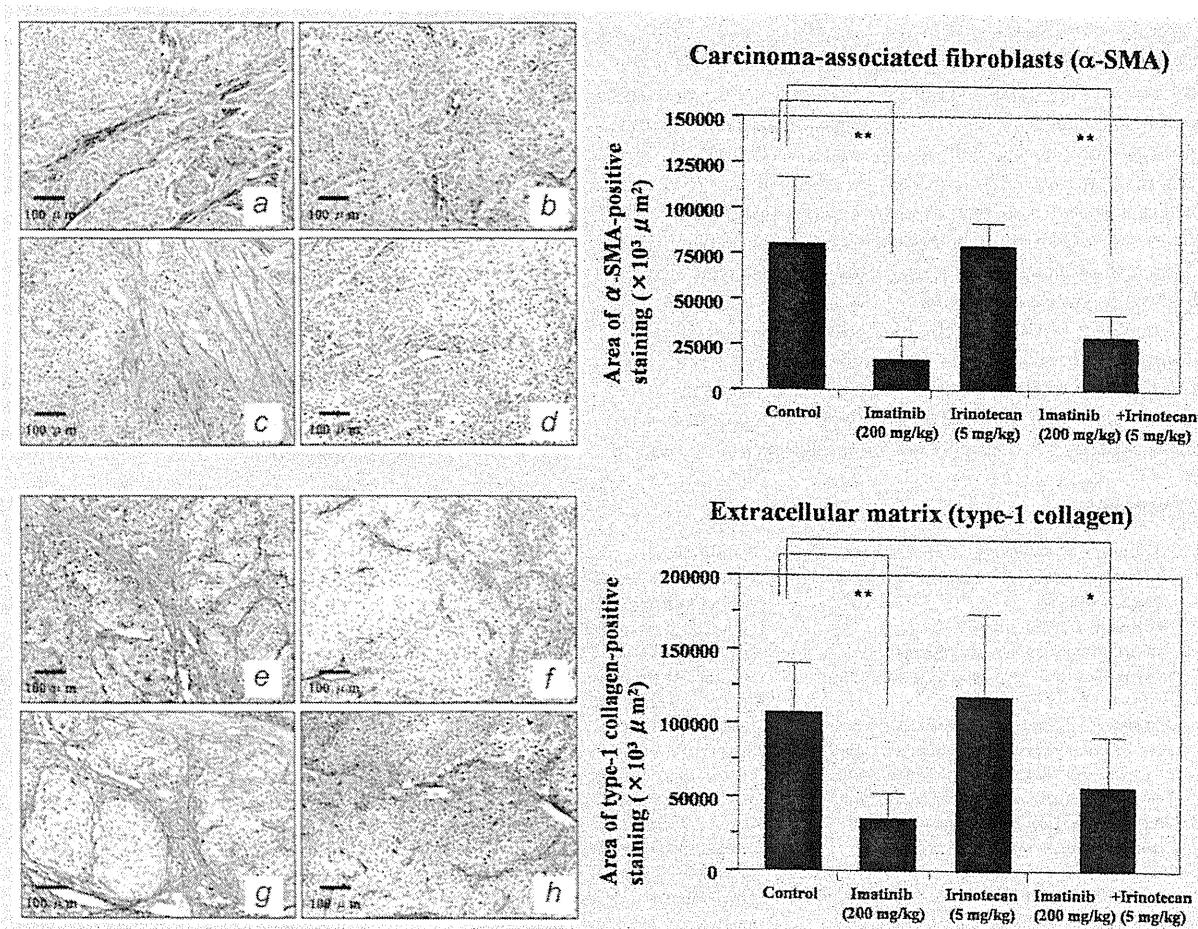 100 μm
a
100 μm
b
100 μm
c
100 μm
d
Carcinoma-associated fibroblasts (α-SMA)
Area of α-SMA-positive
staining (×10³ μm²)
150000
125000
100000
75000
50000
25000
0
**
**
Control
Imatinib
(200 mg/kg)
Irinotecan
(5 mg/kg)
Imatinib +Irinotecan
(200 mg/kg) (5 mg/kg)
100 μm
e
100 μm
f
100 μm
g
100 μm
h
Extracellular matrix (type-1 collagen)
Area of type-1 collagen-positive
staining (×10³ μm²)
200000
150000
100000
50000
0
**
*
Control
Imatinib
(200 mg/kg)
Irinotecan
(5 mg/kg)
Imatinib +Irinotecan
(200 mg/kg) (5 mg/kg)